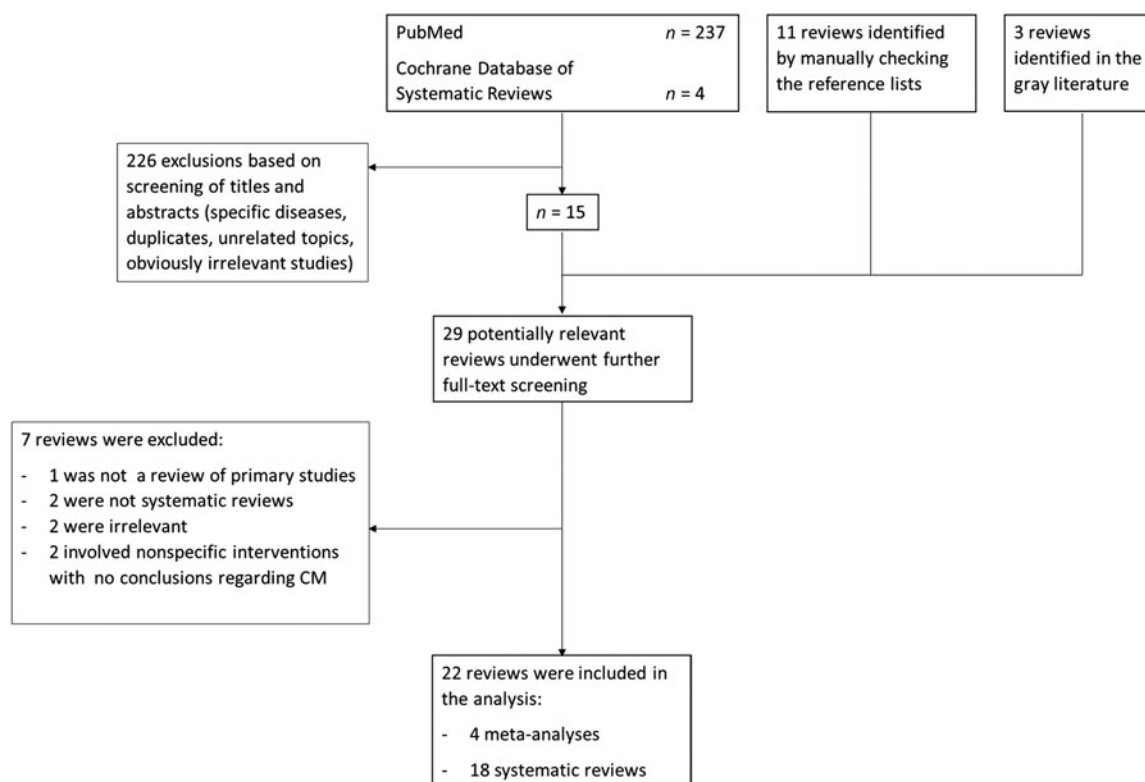 PubMed n = 237
Cochrane Database of
Systematic Reviews n = 4
11 reviews identified
by manually checking
the reference lists
3 reviews
identified in the
gray literature
226 exclusions based on
screening of titles and
abstracts (specific diseases,
duplicates, unrelated topics,
obviously irrelevant studies)
n = 15
29 potentially relevant
reviews underwent further
full-text screening
7 reviews were excluded:
- 1 was not a review of primary studies
- 2 were not systematic reviews
- 2 were irrelevant
- 2 involved nonspecific interventions
with no conclusions regarding CM
22 reviews were included in
the analysis:
- 4 meta-analyses
- 18 systematic reviews